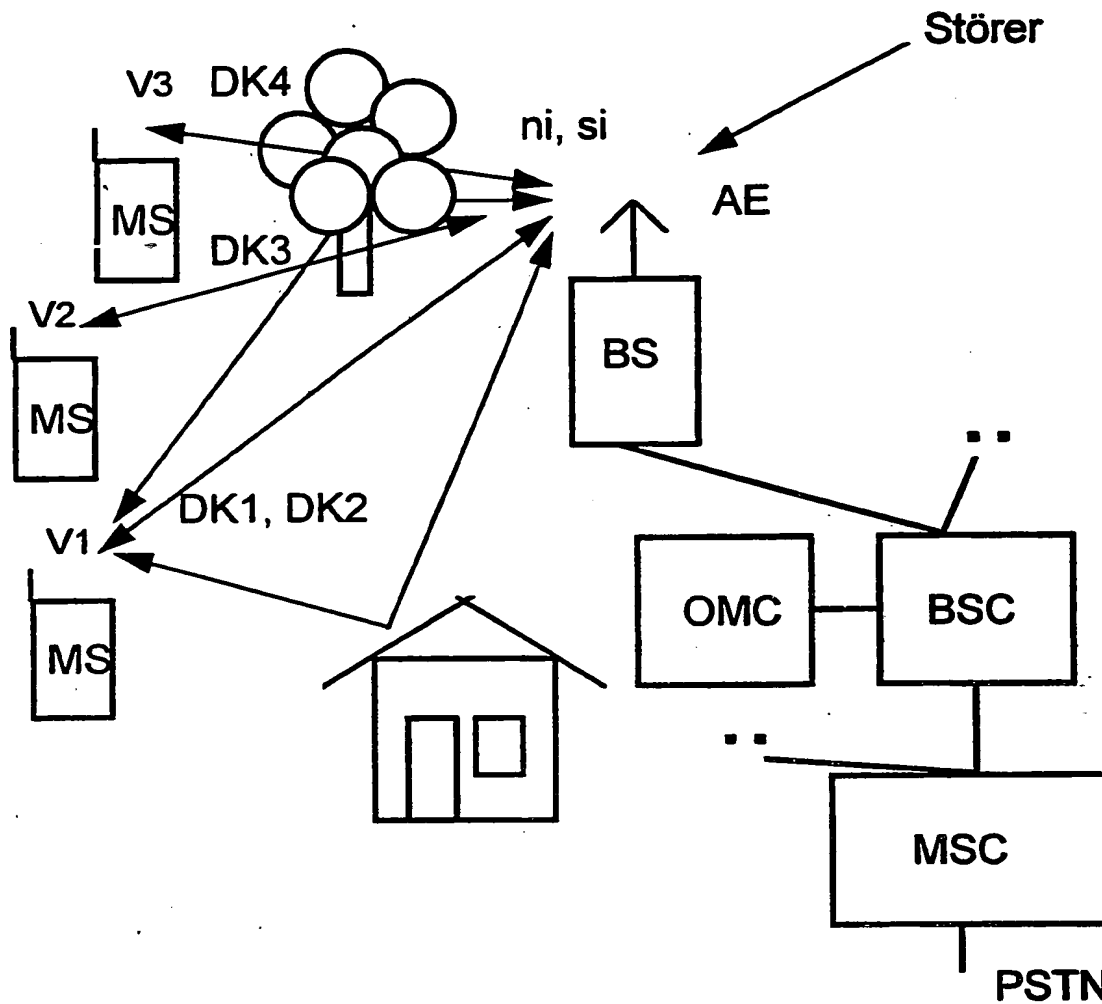 Störer
V3 DK4
ni, si
MS
AE
DK3
V2
BS
MS
DK1, DK2
V1
OMC
BSC
MS
MSC
PSTN